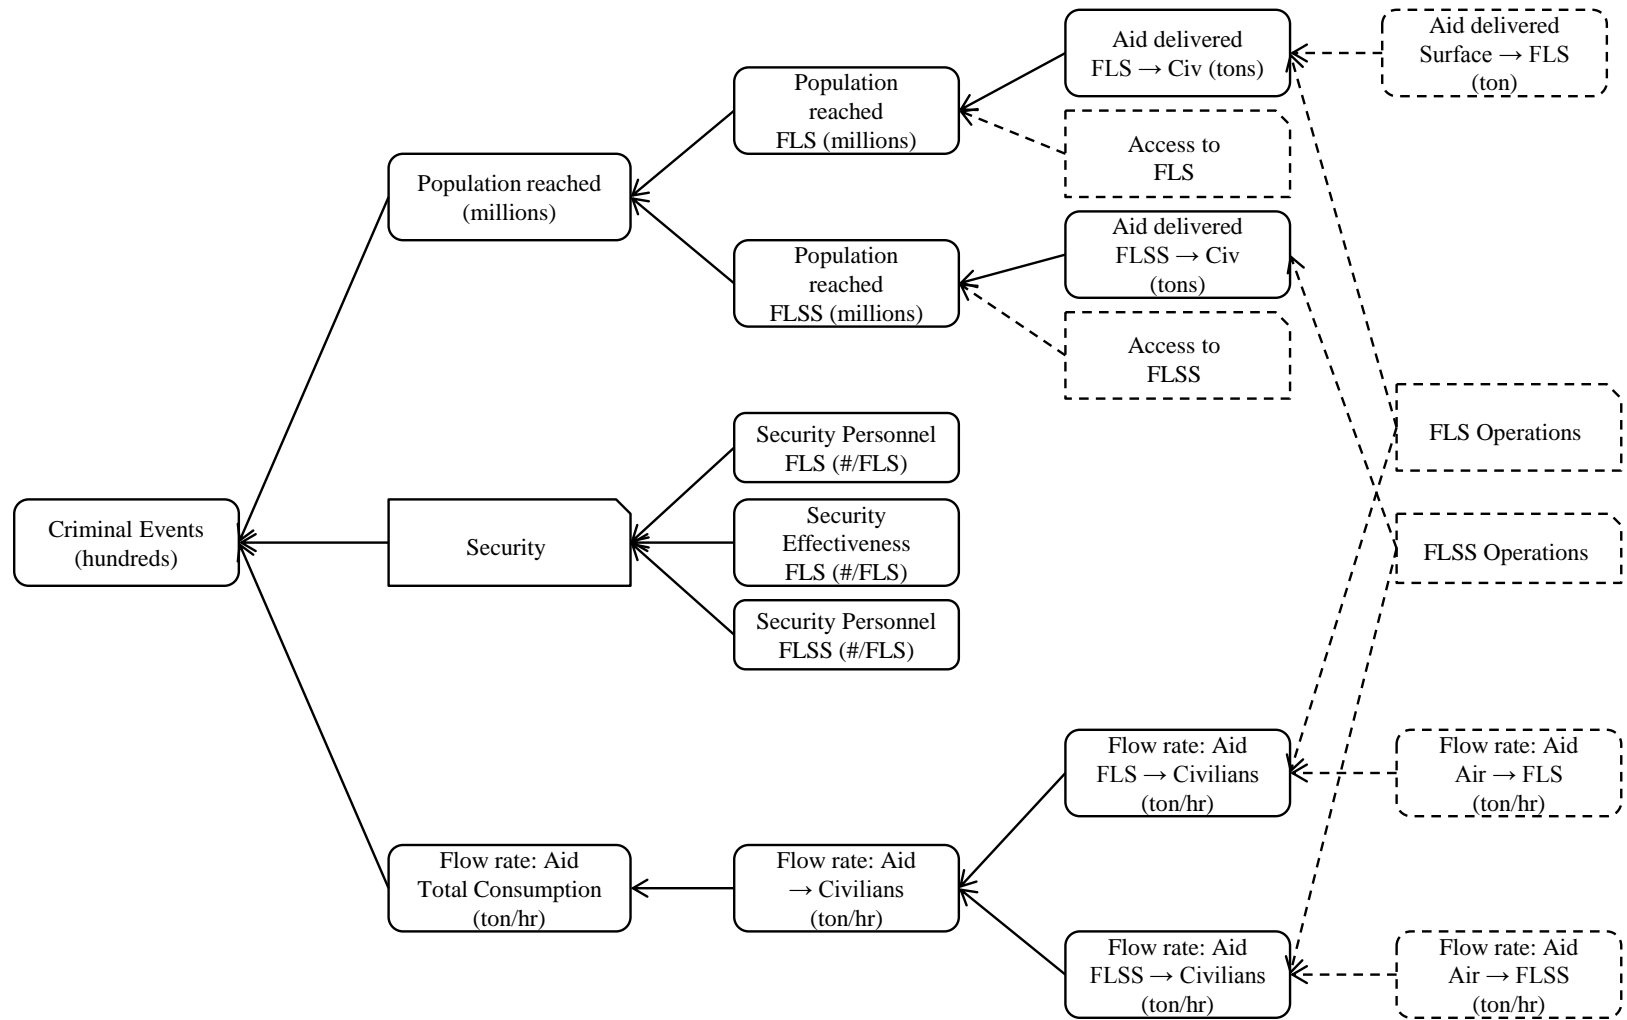 Aid delivered
FLS → Civ (tons)
Aid delivered
Surface → FLS
(ton)
Population
reached
FLS (millions)
Access to
FLS
Population reached
(millions)
Aid delivered
FLSS → Civ
(tons)
Population
reached
FLSS (millions)
Access to
FLSS
FLS Operations
Security Personnel
FLS (#/FLS)
Criminal Events
(hundreds)
Security
Security
Effectiveness
FLS (#/FLS)
FLSS Operations
Security Personnel
FLSS (#/FLS)
Flow rate: Aid
FLS → Civilians
(ton/hr)
Flow rate: Aid
Air → FLS
(ton/hr)
Flow rate: Aid
Total Consumption
(ton/hr)
Flow rate: Aid
→ Civilians
(ton/hr)
Flow rate: Aid
FLSS → Civilians
(ton/hr)
Flow rate: Aid
Air → FLSS
(ton/hr)